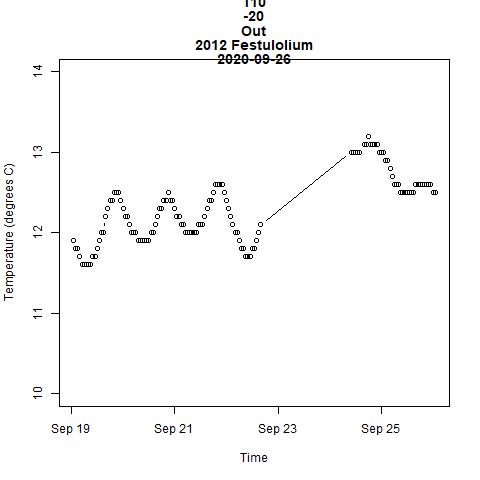 T10
-20
Out
2012 Festulolium
2020-09-26
Temperature (degrees C)
14
13
12
11
10
Sep 19 Sep 21 Sep 23 Sep 25
Time